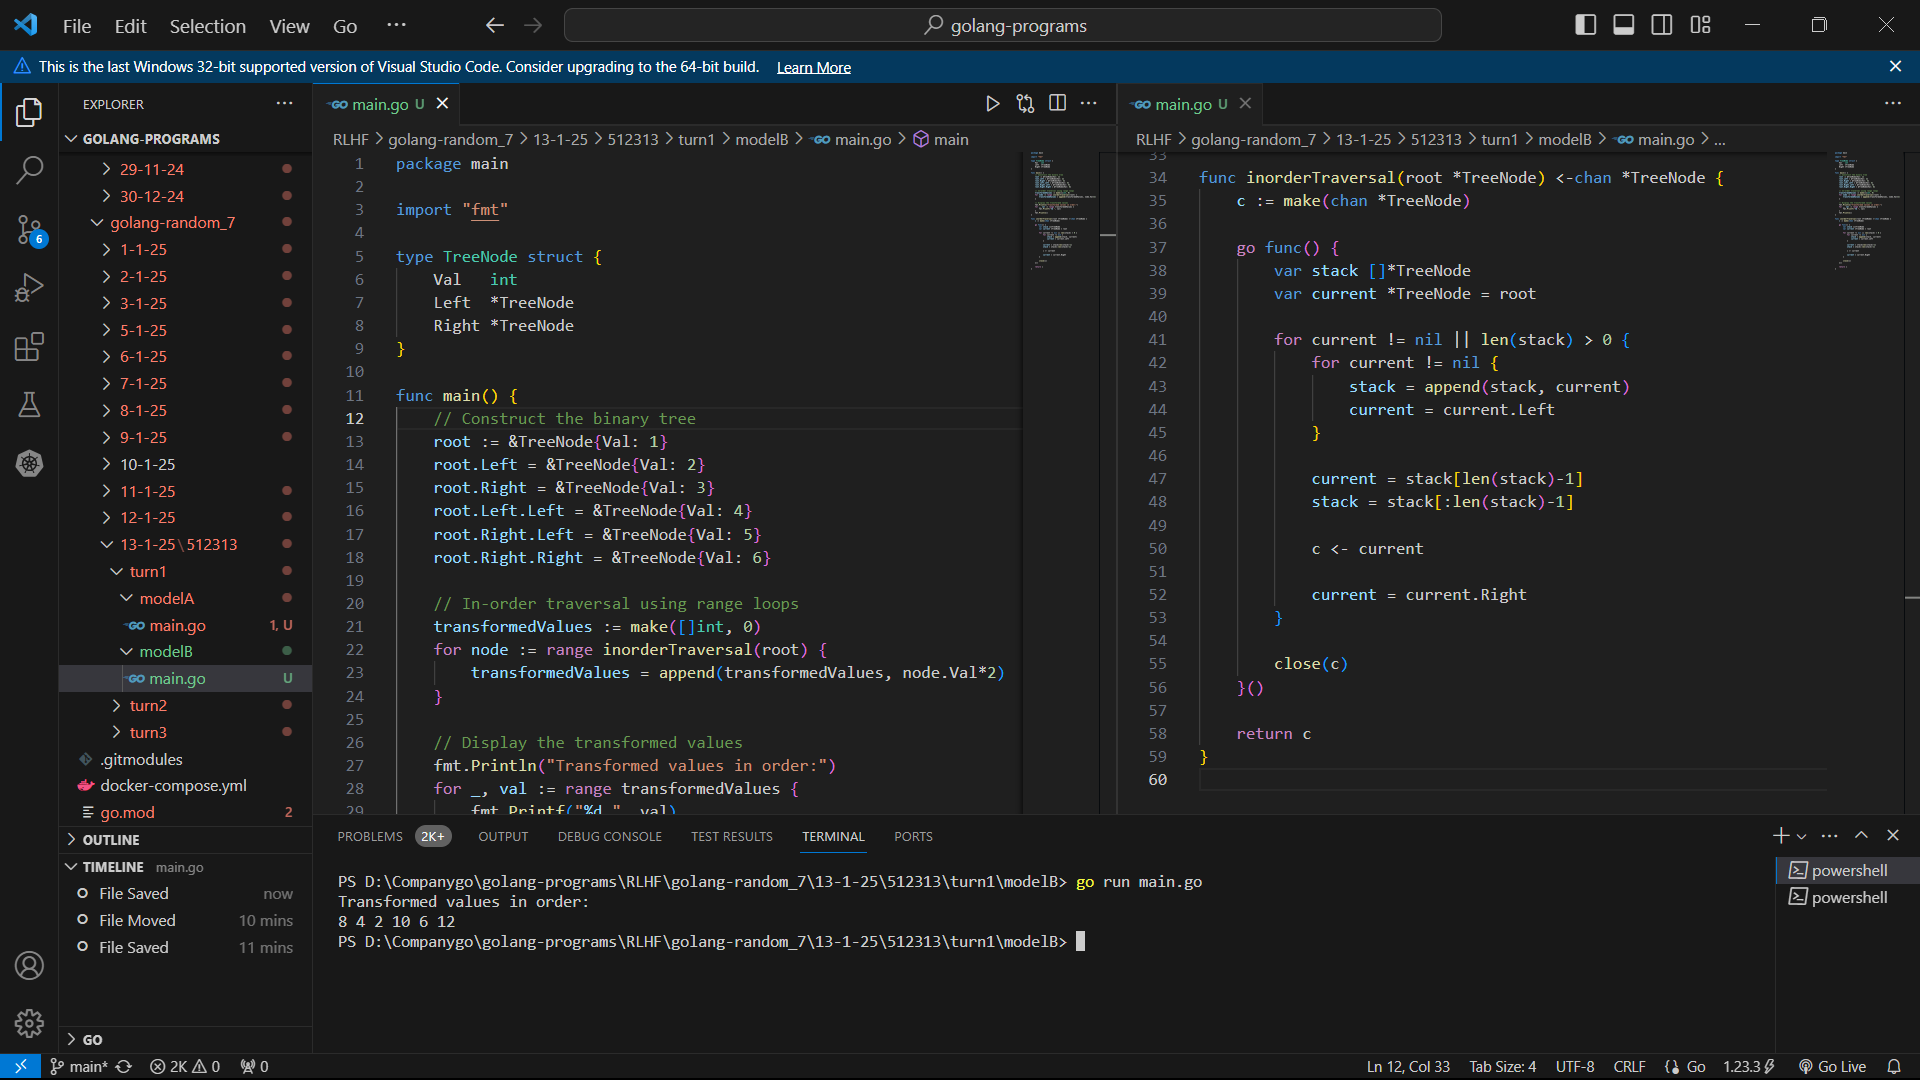 File Edit Selection View Go ··· golang-programs
This is the last Windows 32-bit supported version of Visual Studio Code. Consider upgrading to the 64-bit build. Learn More
EXPLORER ···
GOLANG-PROGRAMS
29-11-24
30-12-24
golang-random_7
1-1-25
2-1-25
3-1-25
5-1-25
6-1-25
7-1-25
8-1-25
9-1-25
10-1-25
11-1-25
12-1-25
13-1-25\512313
turn1
modelA
main.go 1, U
modelB
main.go U
turn2
turn3
.gitmodules
docker-compose.yml
go.mod 2
OUTLINE
TIMELINE main.go
File Saved now
File Moved 10 mins
File Saved 11 mins
GO
6
main.go U
RLHF > golang-random_7 > 13-1-25 > 512313 > turn1 > modelB > main.go > main
1 package main
2
3 import "fmt"
4
5 type TreeNode struct {
6 Val int
7 Left *TreeNode
8 Right *TreeNode
9 }
10
11 func main() {
12 // Construct the binary tree
13 root := &TreeNode{Val: 1}
14 root.Left = &TreeNode{Val: 2}
15 root.Right = &TreeNode{Val: 3}
16 root.Left.Left = &TreeNode{Val: 4}
17 root.Right.Left = &TreeNode{Val: 5}
18 root.Right.Right = &TreeNode{Val: 6}
19
20 // In-order traversal using range loops
21 transformedValues := make([]int, 0)
22 for node := range inorderTraversal(root) {
23 transformedValues = append(transformedValues, node.Val*2)
24 }
25
26 // Display the transformed values
27 fmt.Println("Transformed values in order:")
28 for _, val := range transformedValues {
29 fmt.Printf("%d ", val)
main.go U
RLHF > golang-random_7 > 13-1-25 > 512313 > turn1 > modelB > main.go > ...
33
34 func inorderTraversal(root *TreeNode) <-chan *TreeNode {
35 c := make(chan *TreeNode)
36
37 go func() {
38 var stack []*TreeNode
39 var current *TreeNode = root
40
41 for current != nil || len(stack) > 0 {
42 for current != nil {
43 stack = append(stack, current)
44 current = current.Left
45 }
46
47 current = stack[len(stack)-1]
48 stack = stack[:len(stack)-1]
49
50 c <- current
51
52 current = current.Right
53 }
54
55 close(c)
56 }()
57
58 return c
59 }
60
PROBLEMS 2K+ OUTPUT DEBUG CONSOLE TEST RESULTS TERMINAL PORTS
PS D:\Companygo\golang-programs\RLHF\golang-random_7\13-1-25\512313\turn1\modelB> go run main.go
Transformed values in order:
8 4 2 10 6 12
PS D:\Companygo\golang-programs\RLHF\golang-random_7\13-1-25\512313\turn1\modelB>
powershell
powershell
main* 2K 0 0 Ln 12, Col 33 Tab Size: 4 UTF-8 CRLF Go 1.23.3 Go Live